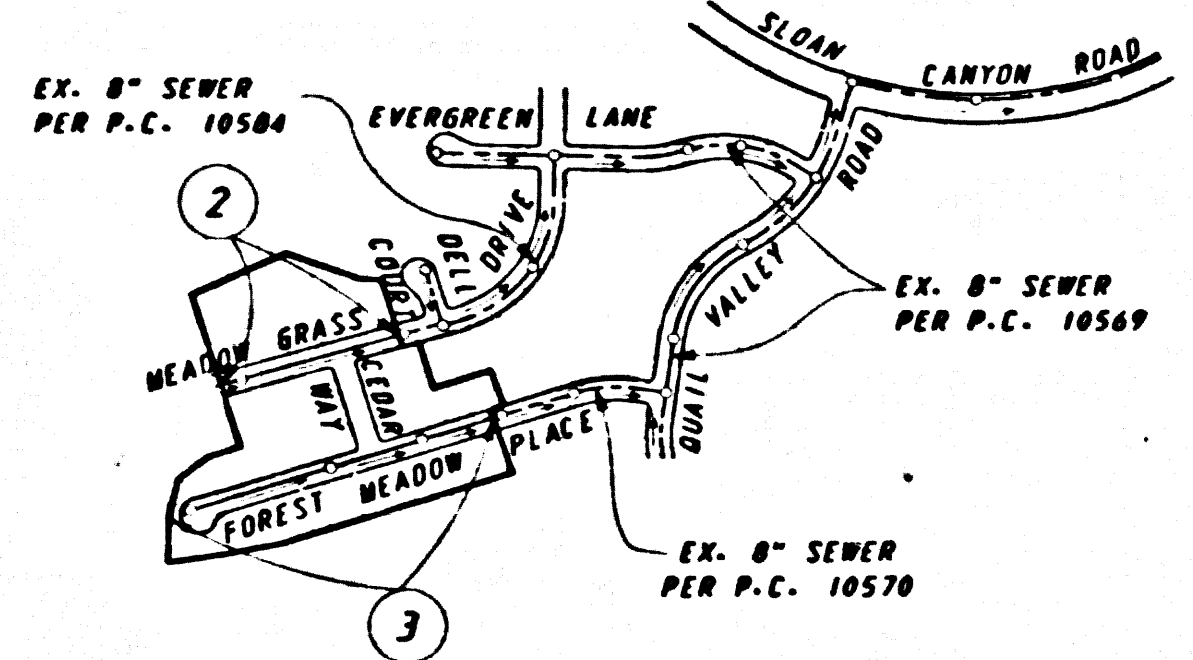 SLOAN CANYON ROAD
EX. 8" SEWER
PER P.C. 10584
EVERGREEN LANE
2
DELL
COURT
DRIVE
VALLEY
ROAD
EX. 8" SEWER
PER P.C. 10569
MEADOW GRASS
WAY
CEDAR
QUAIL
FOREST MEADOW PLACE
EX. 8" SEWER
PER P.C. 10570
3